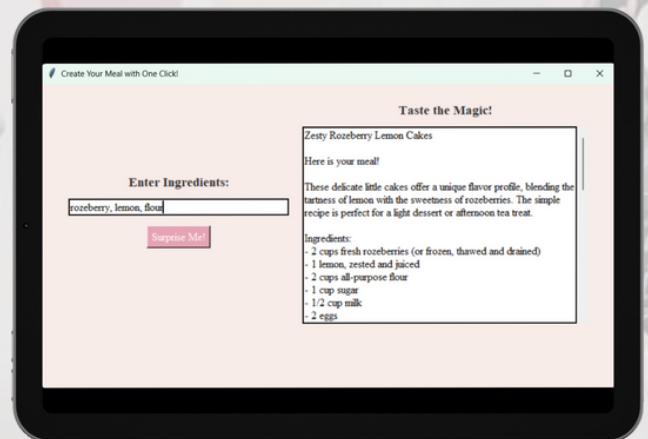 Create Your Meal with One Click!
Taste the Magic!
Zesty Rozeberry Lemon Cakes
Here is your meal!
These delicate little cakes offer a unique flavor profile, blending the
tartness of lemon with the sweetness of rozeberries. The simple
recipe is perfect for a light dessert or afternoon tea treat.
Ingredients:
- 2 cups fresh rozeberries (or frozen, thawed and drained)
- 1 lemon, zested and juiced
- 2 cups all-purpose flour
- 1 cup sugar
- 1/2 cup milk
- 2 eggs
Enter Ingredients:
rozeberry, lemon, flour
Surprise Me!